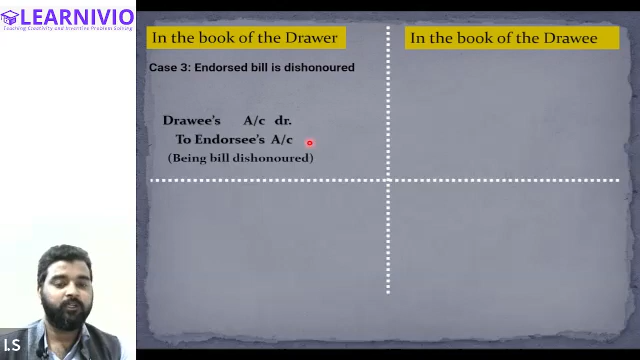 LEARNIVIO
Teaching Creativity and Inventive Problem Solving
In the book of the Drawer
In the book of the Drawee
Case 3: Endorsed bill is dishonoured
Drawee's A/c dr.
To Endorsee's A/c
(Being bill dishonoured)
I.S